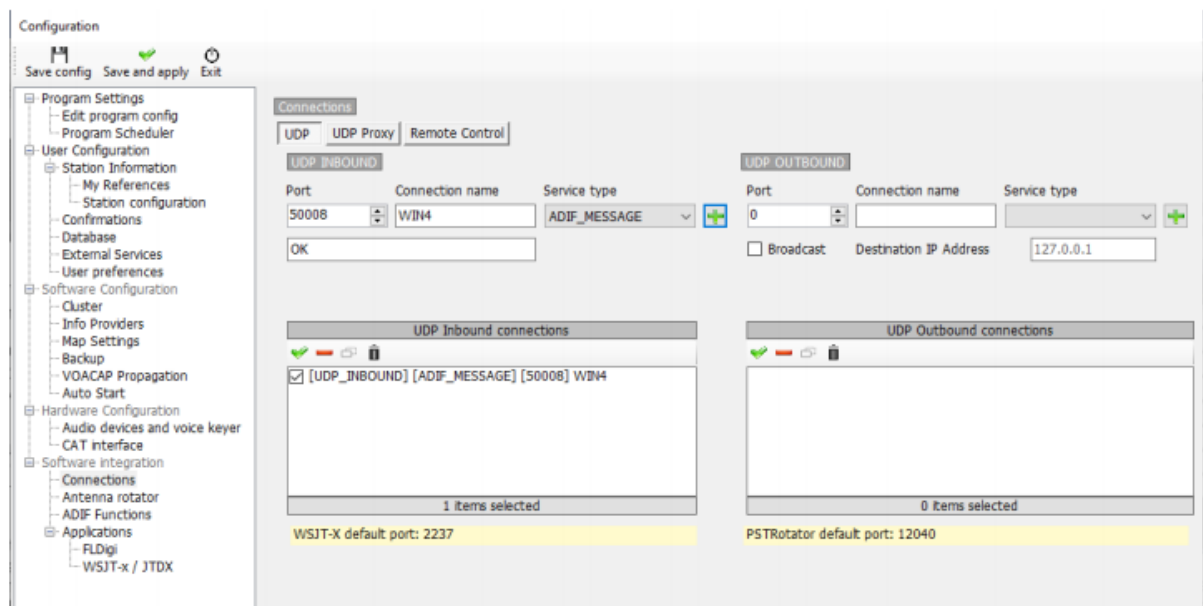 Configuration
Save config Save and apply Exit
Program Settings
Edit program config
Program Scheduler
User Configuration
Station Information
My References
Station configuration
Confirmations
Database
External Services
User preferences
Software Configuration
Cluster
Info Providers
Map Settings
Backup
VOACAP Propagation
Auto Start
Hardware Configuration
Audio devices and voice keyer
CAT interface
Software integration
Connections
Antenna rotator
ADIF Functions
Applications
FLDigi
WSJT-x / JTDX
Connections
UDP UDP Proxy Remote Control
UDP INBOUND
Port Connection name Service type
50008 WIN4 ADIF_MESSAGE
OK
UDP Inbound connections
[UDP_INBOUND] [ADIF_MESSAGE] [50008] WIN4
1 items selected
WSJT-X default port: 2237
UDP OUTBOUND
Port Connection name Service type
0
Broadcast Destination IP Address 127.0.0.1
UDP Outbound connections
0 items selected
PSTRotator default port: 12040